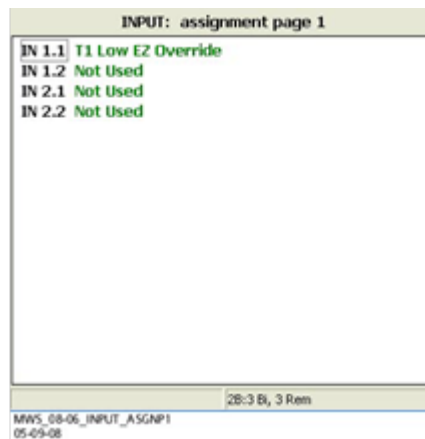 INPUT: assignment page 1
IN 1.1 T1 Low EZ Override
IN 1.2 Not Used
IN 2.1 Not Used
IN 2.2 Not Used
2B:3 Bi, 3 Rem
MWS_08-06_INPUT_ASGNP1
05-09-08